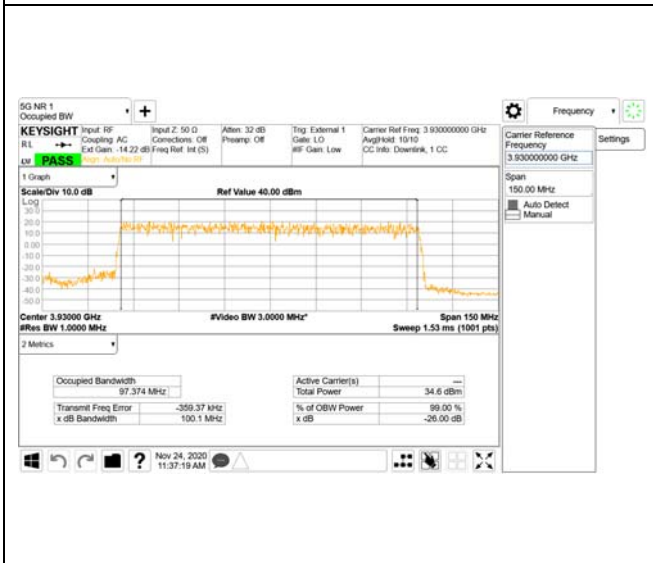 5G NR 1
Occupied BW
+
Frequency
KEYSIGHT
RL
PASS
Input: RF
Coupling: AC
Ext Gain: -14.22 dB
Align: Auto/No RF
Input Z: 50 Ω
Corrections: Off
Freq Ref: Int (S)
Atten: 32 dB
Preamp: Off
Trig: External 1
Gate: LO
#IF Gain: Low
Carrier Ref Freq: 3.930000000 GHz
Avg|Hold: 10/10
CC Info: Downlink, 1 CC
Carrier Reference
Frequency
3.930000000 GHz
Settings
Span
150.00 MHz
Auto Detect
Manual
1 Graph
Scale/Div 10.0 dB
Ref Value 40.00 dBm
Log
30.0
20.0
10.0
0.00
-10.0
-20.0
-30.0
-40.0
-50.0
Center 3.93000 GHz
#Video BW 3.0000 MHz*
Span 150 MHz
#Res BW 1.0000 MHz
Sweep 1.53 ms (1001 pts)
2 Metrics
Occupied Bandwidth
97.374 MHz
Transmit Freq Error -359.37 kHz
x dB Bandwidth 100.1 MHz
Active Carrier(s) ---
Total Power 34.6 dBm
% of OBW Power 99.00 %
x dB -26.00 dB
?
Nov 24, 2020
11:37:19 AM